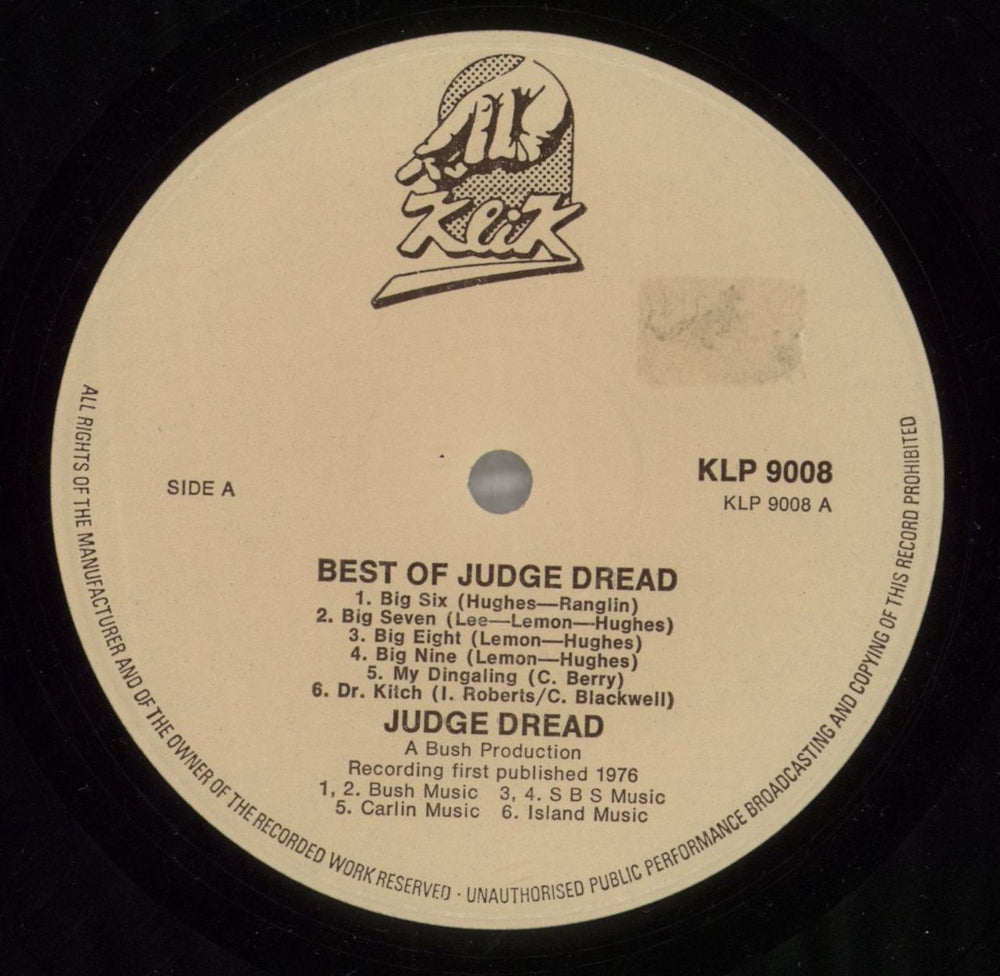 Klik
SIDE A
KLP 9008
KLP 9008 A
BEST OF JUDGE DREAD
1. Big Six (Hughes—Ranglin)
2. Big Seven (Lee—Lemon—Hughes)
3. Big Eight (Lemon—Hughes)
4. Big Nine (Lemon—Hughes)
5. My Dingaling (C. Berry)
6. Dr. Kitch (I. Roberts/C. Blackwell)
JUDGE DREAD
A Bush Production
Recording first published 1976
1, 2. Bush Music 3, 4. S B S Music
5. Carlin Music 6. Island Music
ALL RIGHTS OF THE MANUFACTURER AND OF THE OWNER OF THE RECORDED WORK RESERVED · UNAUTHORISED PUBLIC PERFORMANCE BROADCASTING AND COPYING OF THIS RECORD PROHIBITED